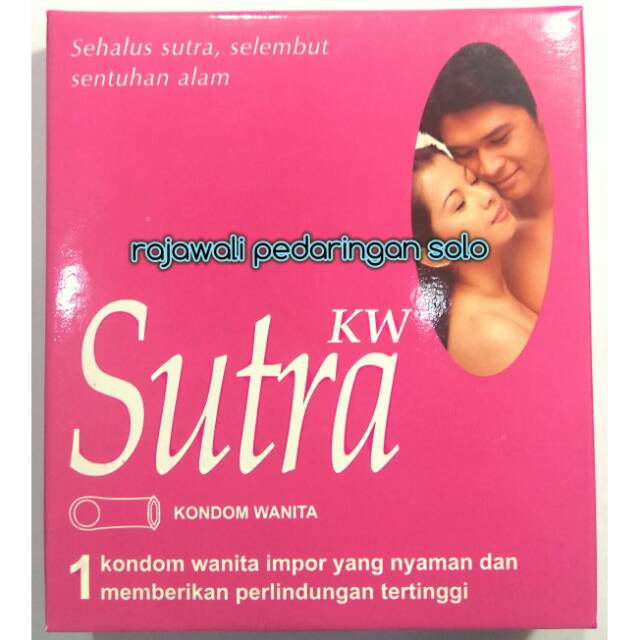 Sehalus sutra, selembut
sentuhan alam
rajawali pedaringan solo
KW
Sutra
KONDOM WANITA
1 kondom wanita impor yang nyaman dan
memberikan perlindungan tertinggi